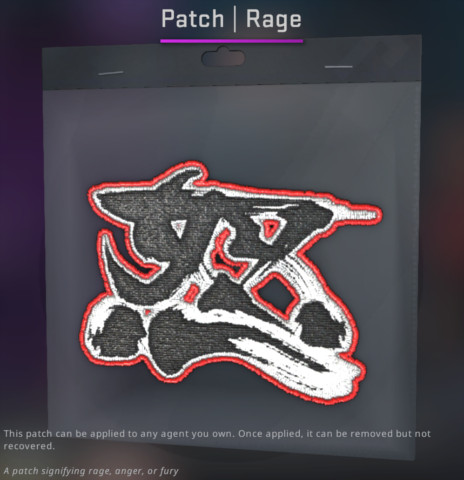 Patch | Rage
怒
This patch can be applied to any agent you own. Once applied, it can be removed but not
recovered.
A patch signifying rage, anger, or fury